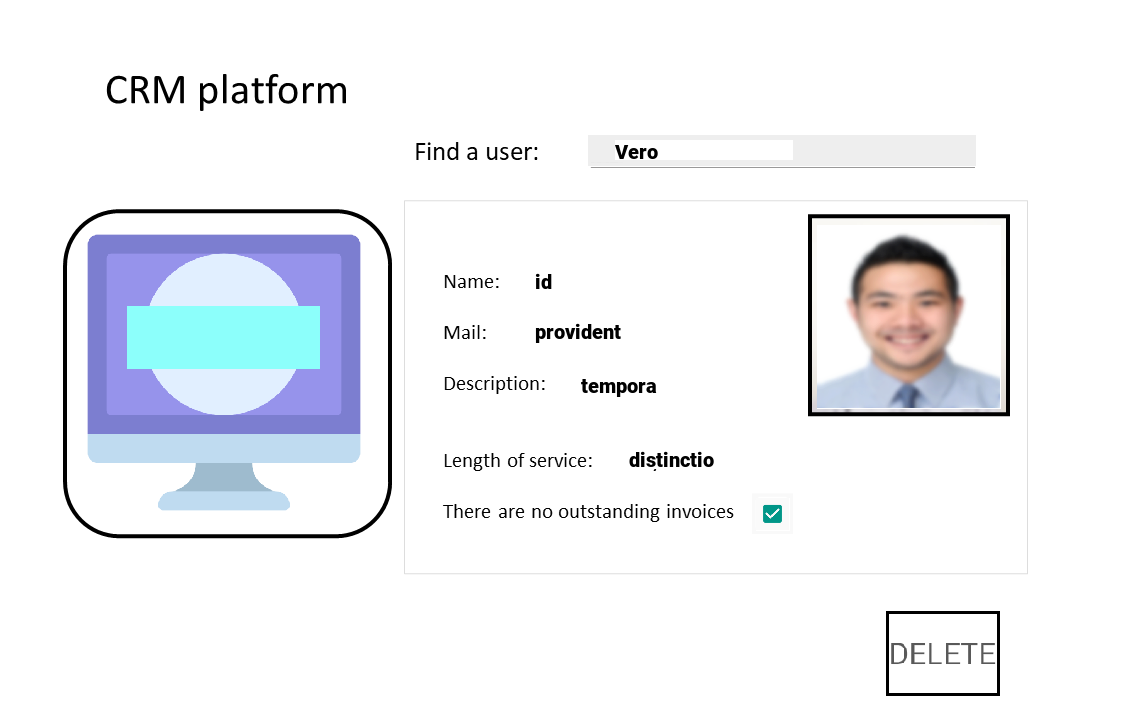 CRM platform
Find a user: Vero
Name: id
Mail: provident
Description: tempora
Length of service: distinctio
There are no outstanding invoices
DELETE